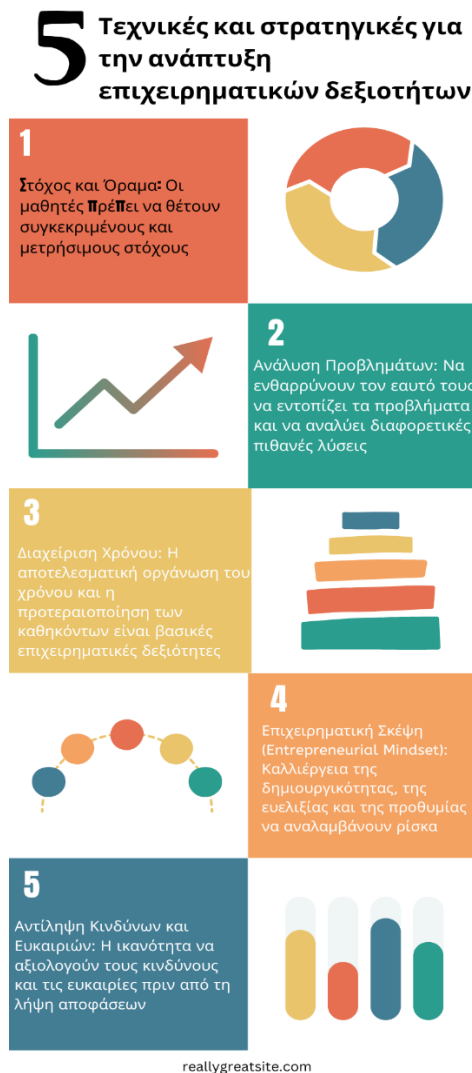 5
Τεχνικές και στρατηγικές για
την ανάπτυξη
επιχειρηματικών δεξιοτήτων
1
Στόχος και Όραμα: Οι
μαθητές πρέπει να θέτουν
συγκεκριμένους και
μετρήσιμους στόχους
2
Ανάλυση Προβλημάτων: Να
ενθαρρύνουν τον εαυτό τους
να εντοπίζει τα προβλήματα
και να αναλύει διαφορετικές
πιθανές λύσεις
3
Διαχείριση Χρόνου: Η
αποτελεσματική οργάνωση του
χρόνου και η
προτεραιοποίηση των
καθηκόντων είναι βασικές
επιχειρηματικές δεξιότητες
4
Επιχειρηματική Σκέψη
(Entrepreneurial Mindset):
Καλλιέργεια της
δημιουργικότητας, της
ευελιξίας και της προθυμίας
να αναλαμβάνουν ρίσκα
5
Αντίληψη Κινδύνων και
Ευκαιριών: Η ικανότητα να
αξιολογούν τους κινδύνους
και τις ευκαιρίες πριν από τη
λήψη αποφάσεων
reallygreatsite.com